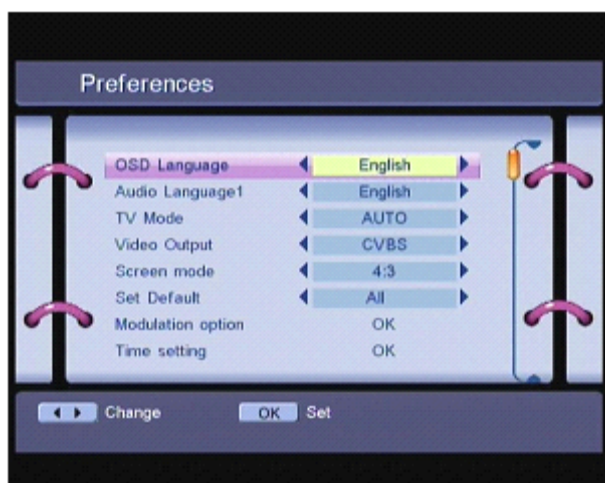 Preferences
OSD Language English
Audio Language1 English
TV Mode AUTO
Video Output CVBS
Screen mode 4:3
Set Default All
Modulation option OK
Time setting OK
Change OK Set